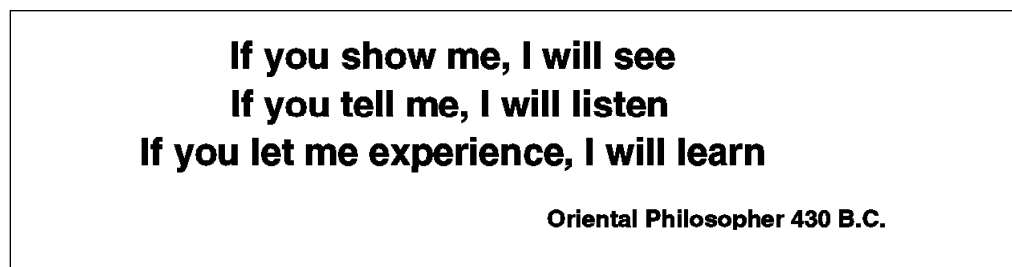 If you show me, I will see
If you tell me, I will listen
If you let me experience, I will learn
Oriental Philosopher 430 B.C.